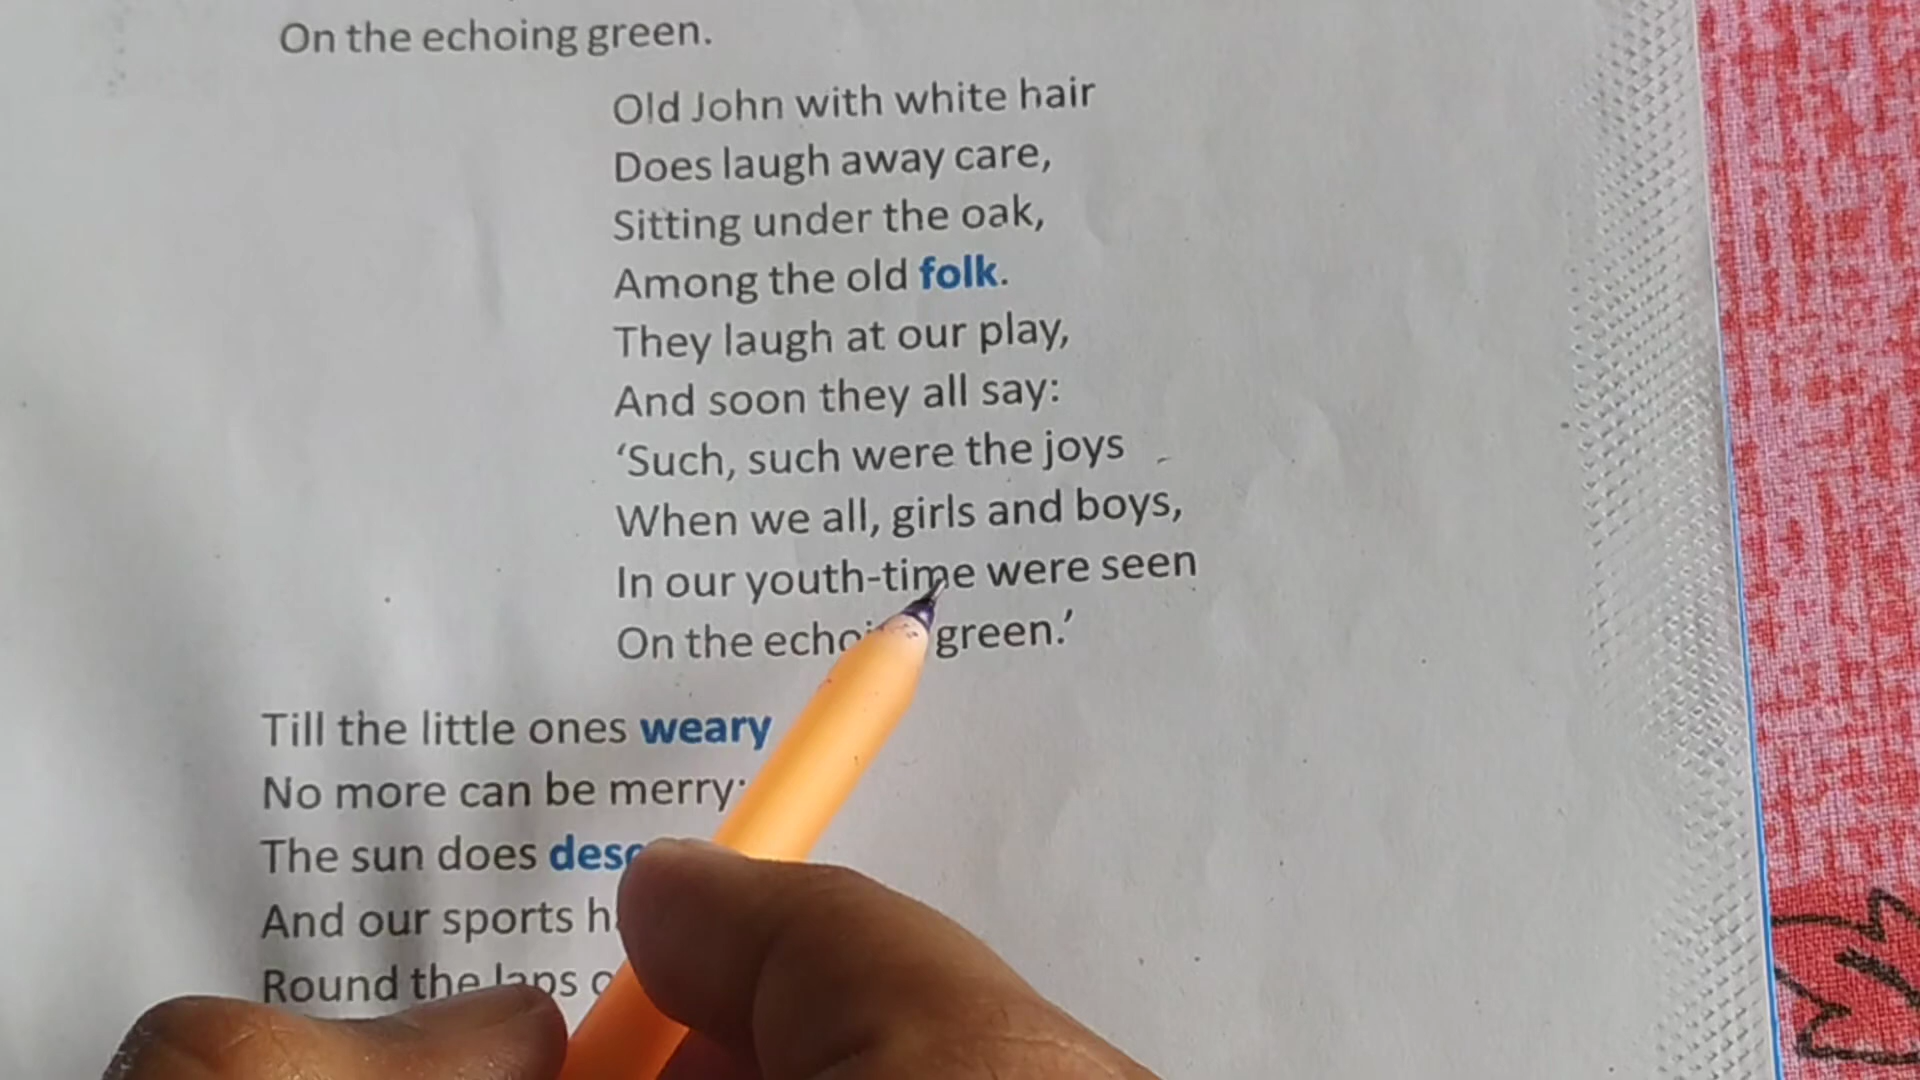 On the echoing green.
Old John with white hair
Does laugh away care,
Sitting under the oak,
Among the old folk.
They laugh at our play,
And soon they all say:
‘Such, such were the joys
When we all, girls and boys,
In our youth-time were seen
On the green.’
Till the little ones weary
No more can be merry;
The sun does
And our sports
Round the laps